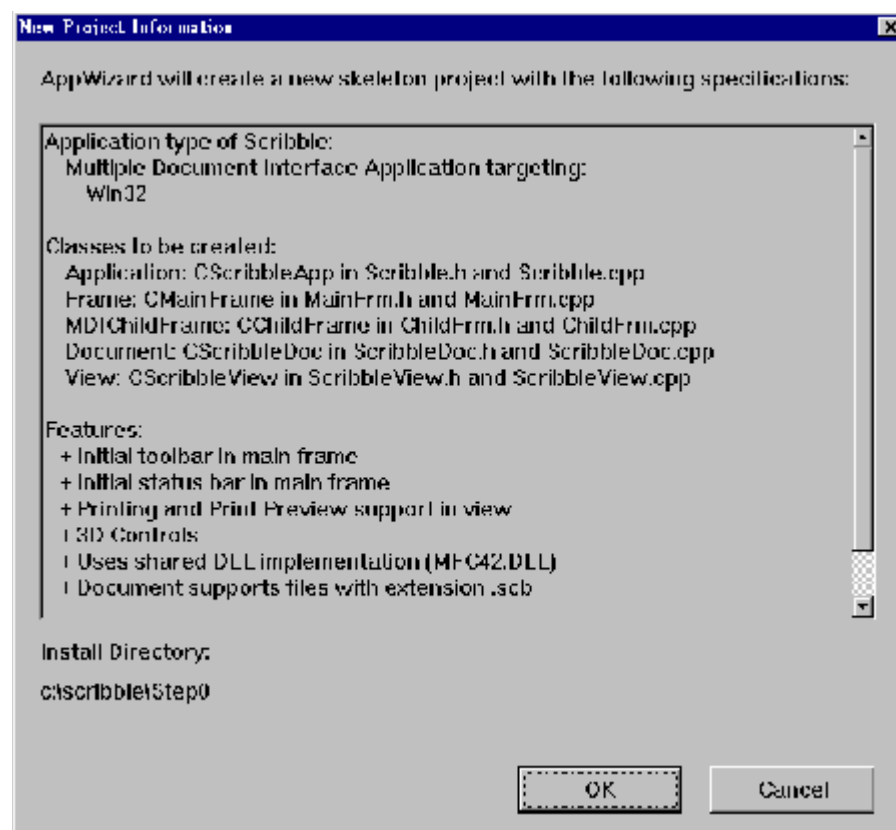 New Project Information
AppWizard will create a new skeleton project with the following specifications:
Application type of Scribble:
Multiple Document Interface Application targeting:
Win32
Classes to be created:
Application: CScribbleApp in Scribble.h and Scribble.cpp
Frame: CMainFrame in MainFrm.h and MainFrm.cpp
MDIChildFrame: CChildFrame in ChildFrm.h and ChildFrm.cpp
Document: CScribbleDoc in ScribbleDoc.h and ScribbleDoc.cpp
View: CScribbleView in ScribbleView.h and ScribbleView.cpp
Features:
+ Initial toolbar in main frame
+ Initial status bar in main frame
+ Printing and Print Preview support in view
+ 3D Controls
+ Uses shared DLL implementation (MFC42.DLL)
+ Document supports files with extension .scb
Install Directory:
c:\scribble\Step0
OK
Cancel